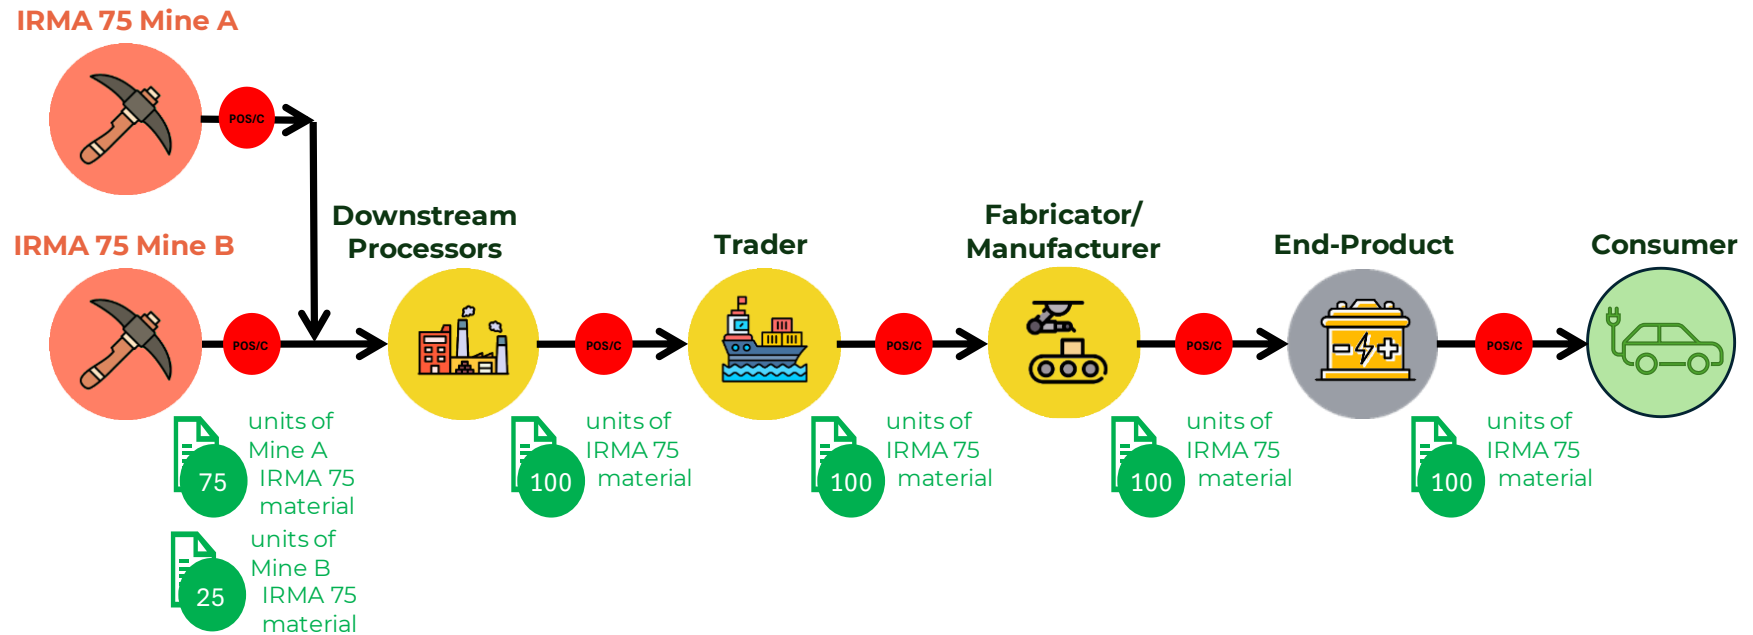 IRMA 75 Mine A
POS/C
Downstream
Processors
Trader
Fabricator/
Manufacturer
End-Product
Consumer
IRMA 75 Mine B
POS/C
POS/C
POS/C
POS/C
POS/C
75
units of
Mine A
IRMA 75
material
25
units of
Mine B
IRMA 75
material
100
units of
IRMA 75
material
100
units of
IRMA 75
material
100
units of
IRMA 75
material
100
units of
IRMA 75
material